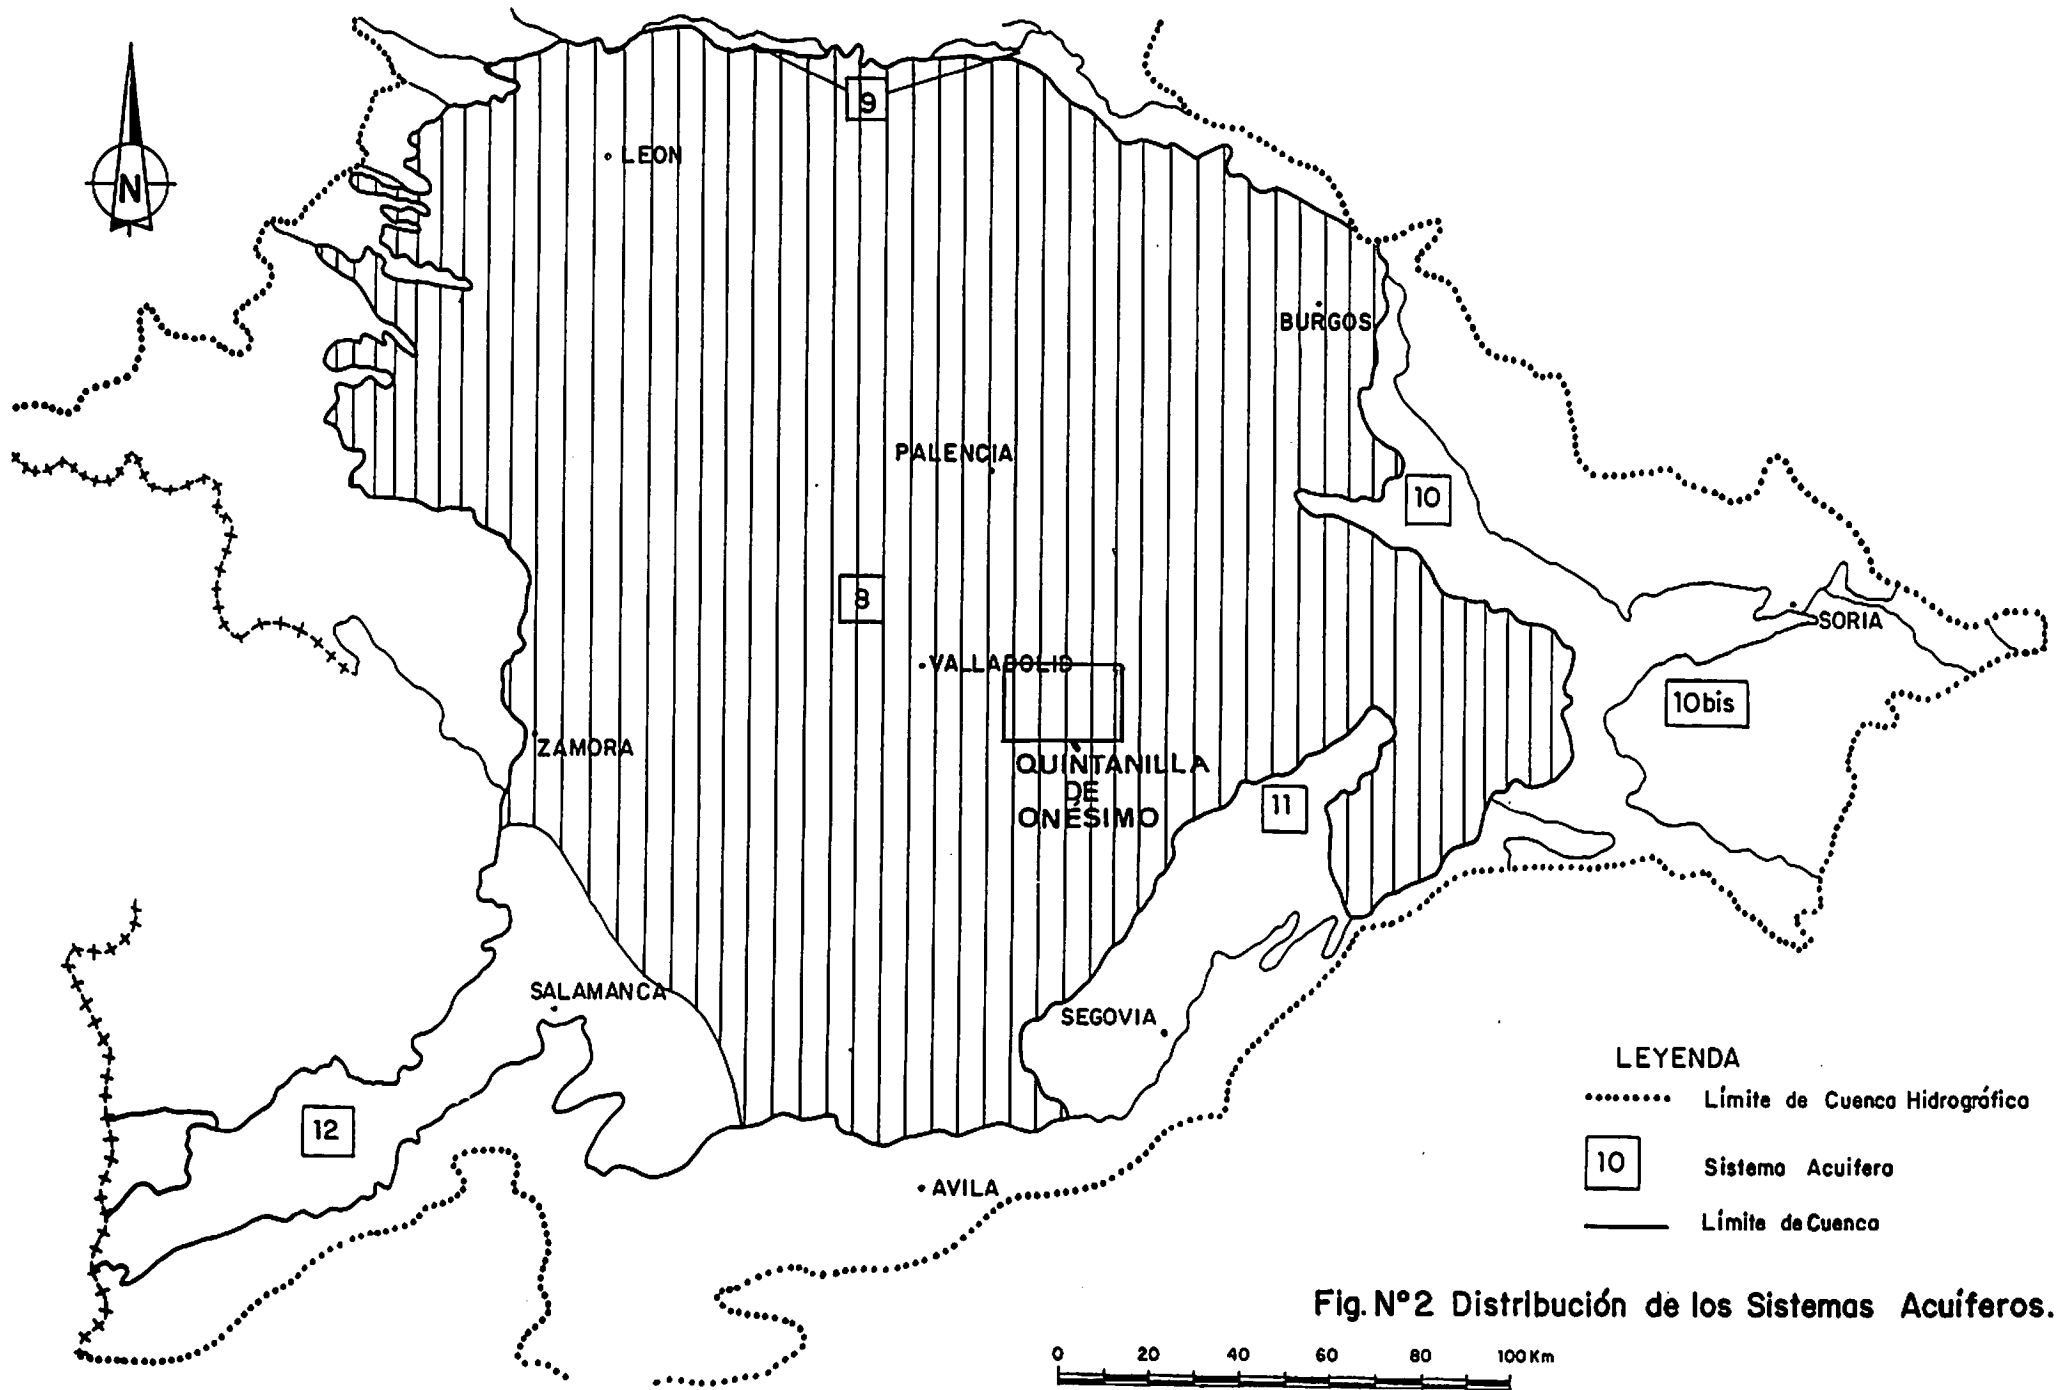 9
LEON
N
BURGOS
PALENCIA
10
8
SORIA
VALLADOLID
10bis
ZAMORA
QUINTANILLA
DE
ONÉSIMO
11
SALAMANCA
SEGOVIA
12
AVILA
LEYENDA
Límite de Cuenca Hidrográfica
10 Sistema Acuifero
Límite de Cuenca
Fig. Nº2 Distribución de los Sistemas Acuíferos.
0 20 40 60 80 100 Km